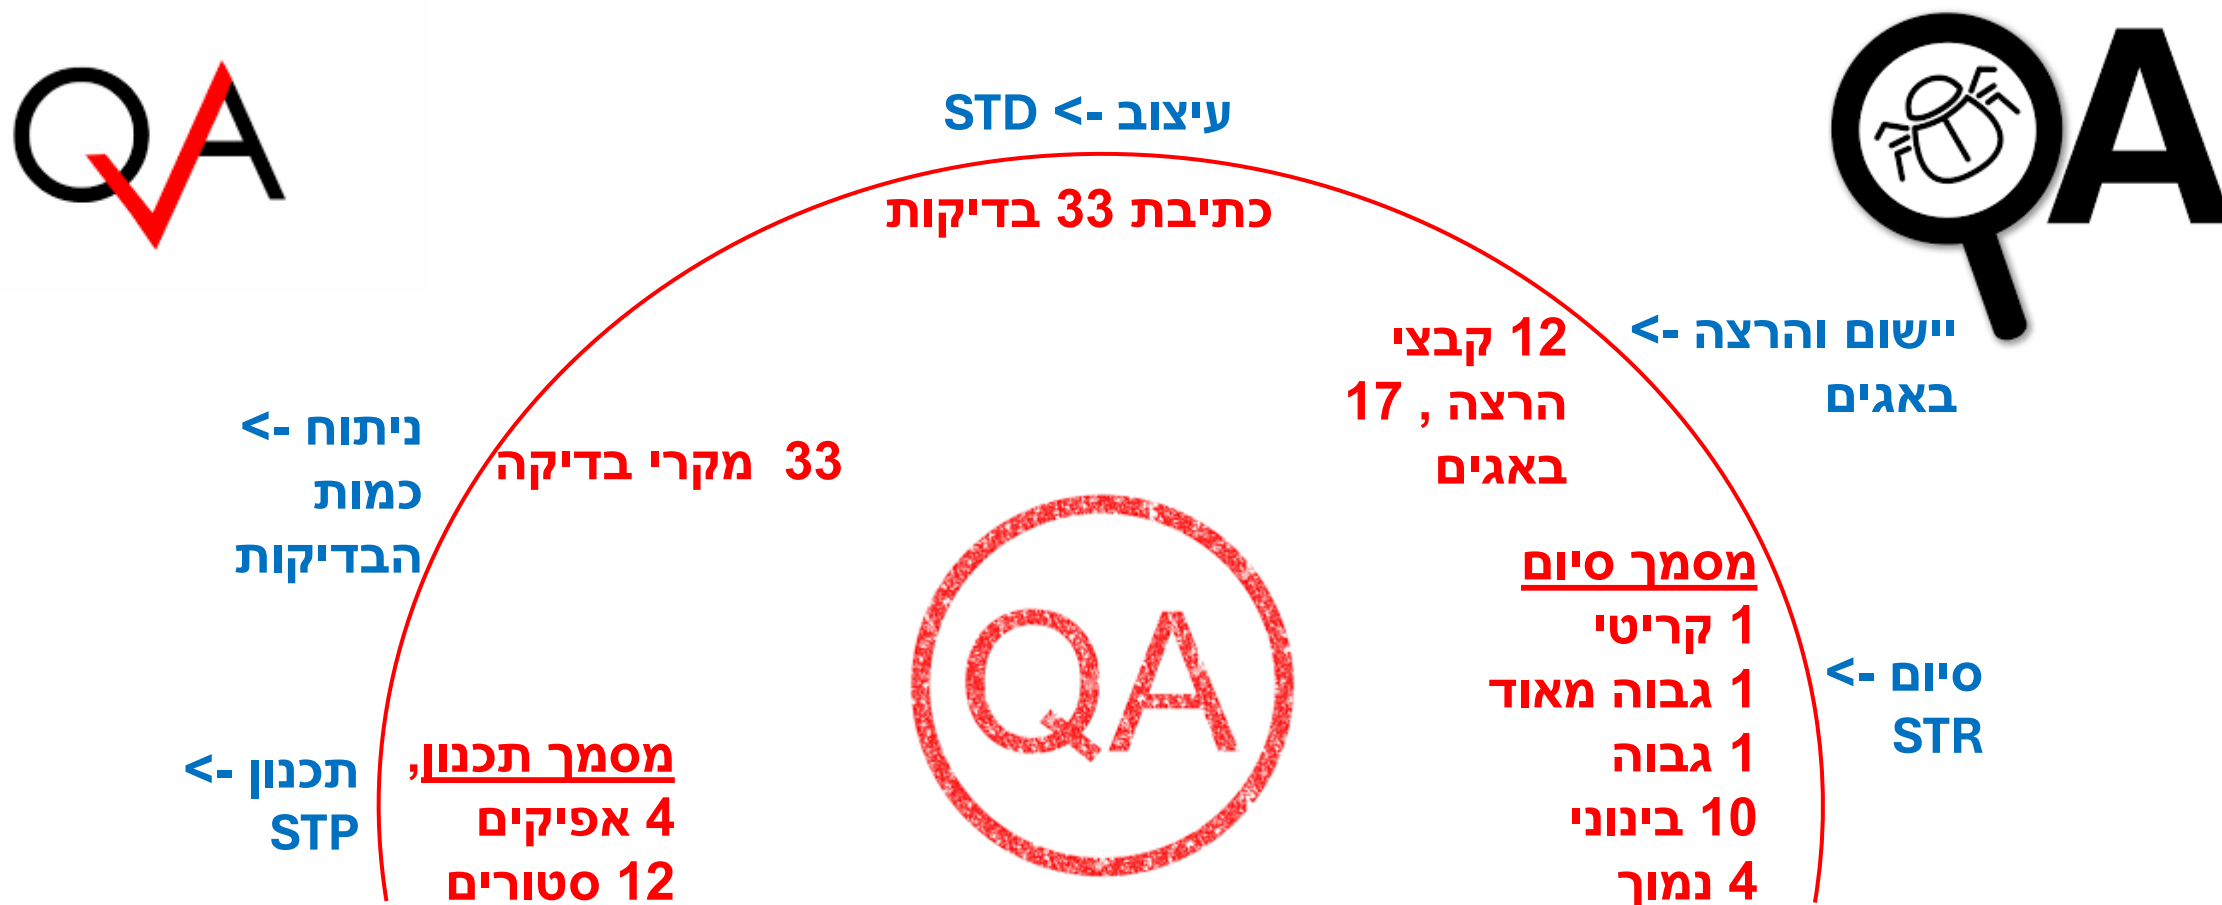 QA
QA
עיצוב -> STD
כתיבת 33 בדיקות
יישום והרצה ->
באגים
12 קבצי
הרצה , 17
באגים
ניתוח ->
כמות
הבדיקות
33 מקרי בדיקה
QA
מסמך סיום
1 קריטי
1 גבוה מאוד
1 גבוה
10 בינוני
4 נמוך
סיום ->
STR
תכנון ->
STP
מסמך תכנון,
4 אפיקים
12 סטורים